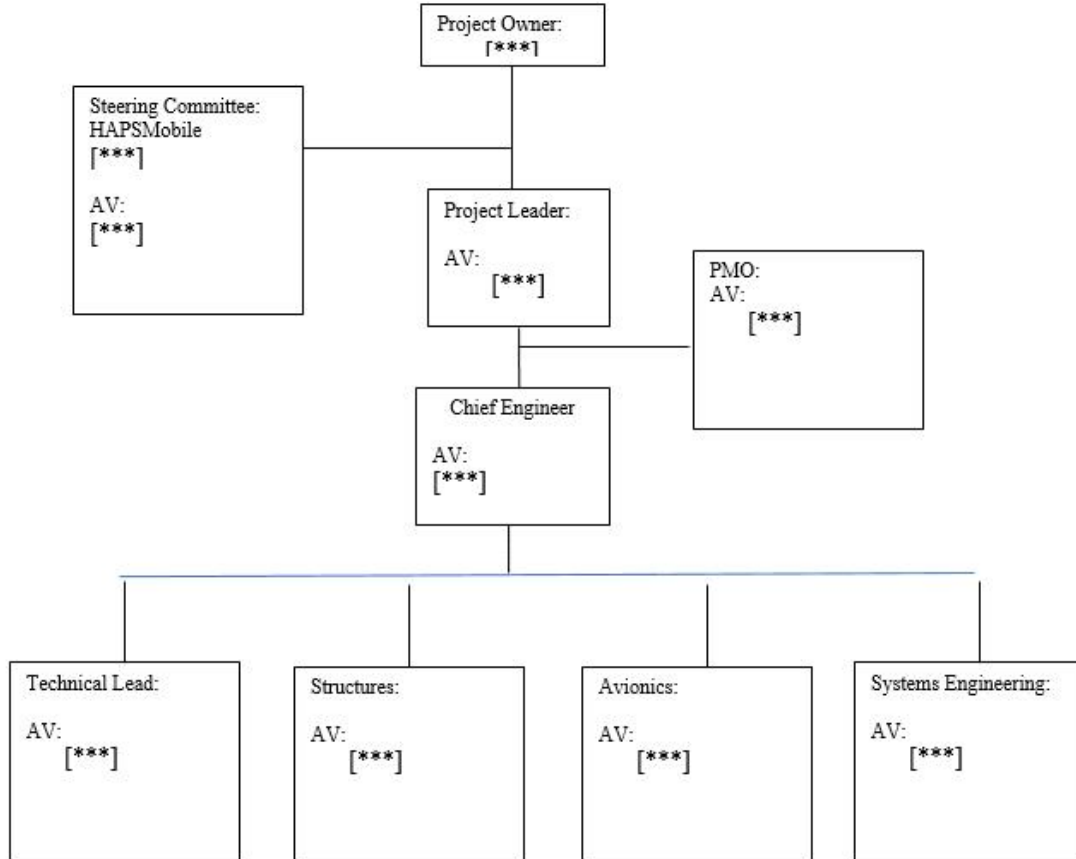 Project Owner:
[***]
Steering Committee:
HAPSMobile
[***]
AV:
[***]
Project Leader:
AV:
[***]
PMO:
AV:
[***]
Chief Engineer
AV:
[***]
Technical Lead:
AV:
[***]
Structures:
AV:
[***]
Avionics:
AV:
[***]
Systems Engineering:
AV:
[***]